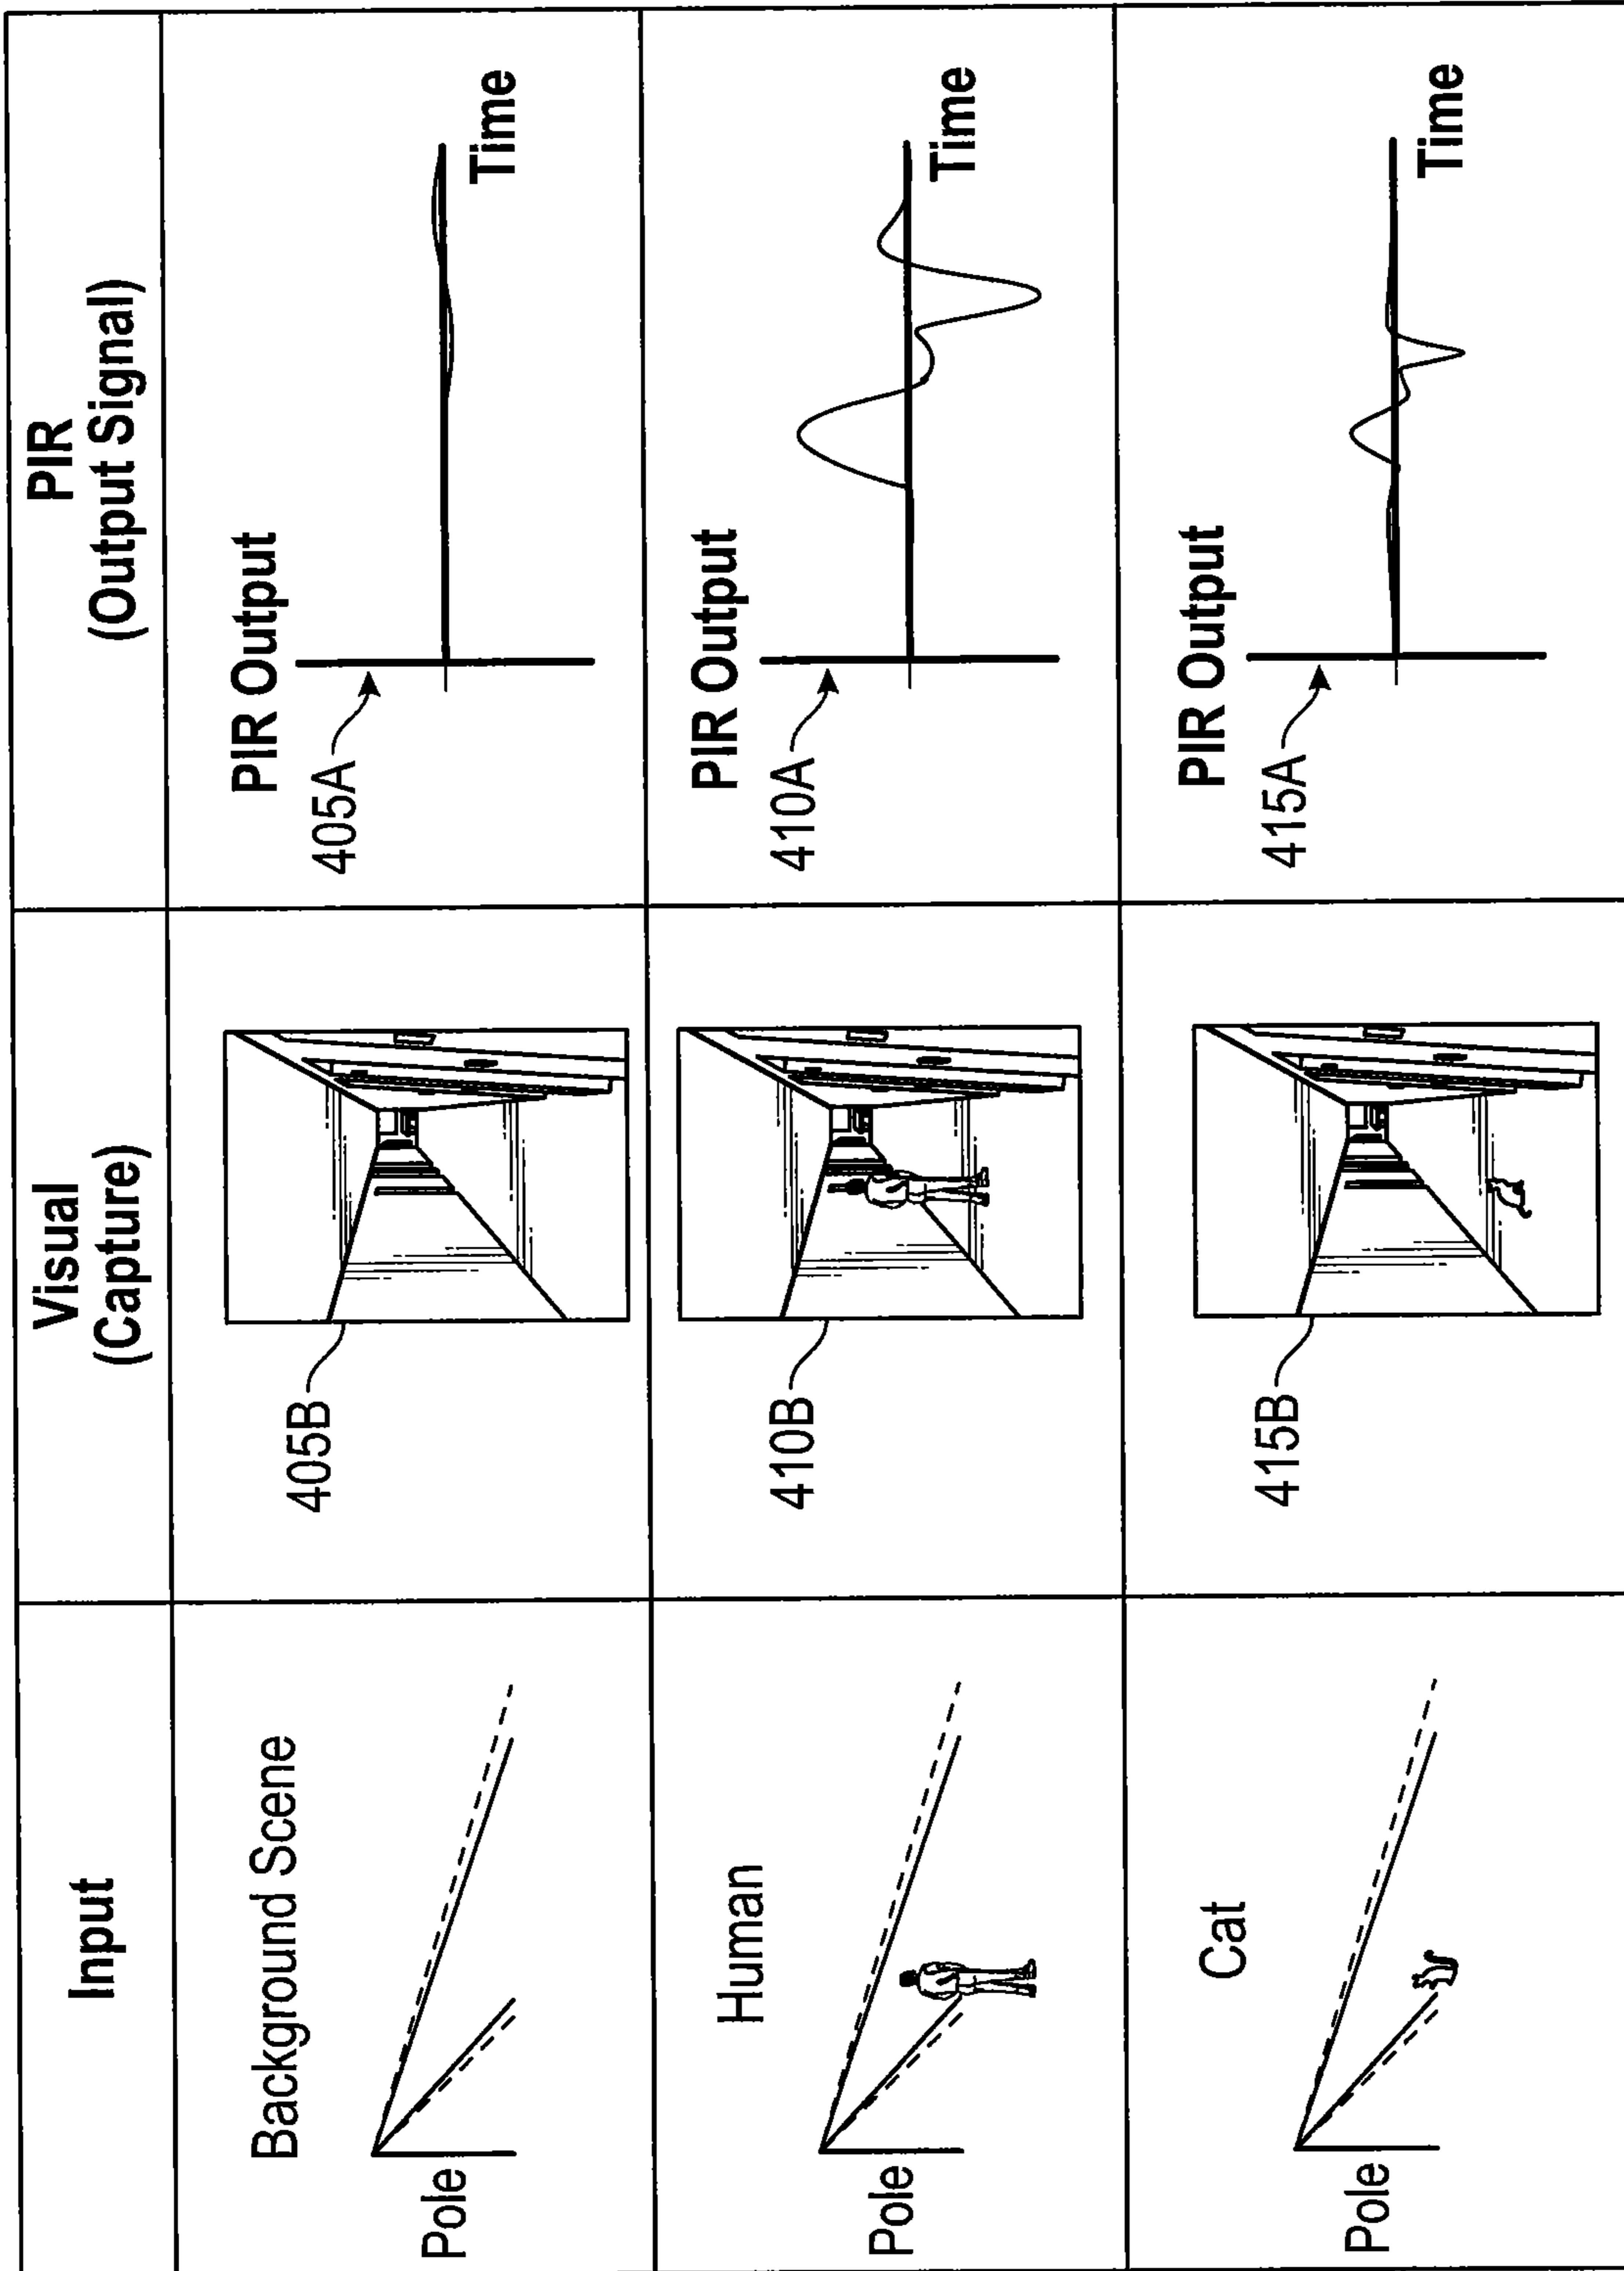 Input
Visual
(Capture)
PIR
(Output Signal)
Background Scene
Pole
405B
PIR Output
405A
Time
Human
Pole
410B
PIR Output
410A
Time
Cat
Pole
415B
PIR Output
415A
Time